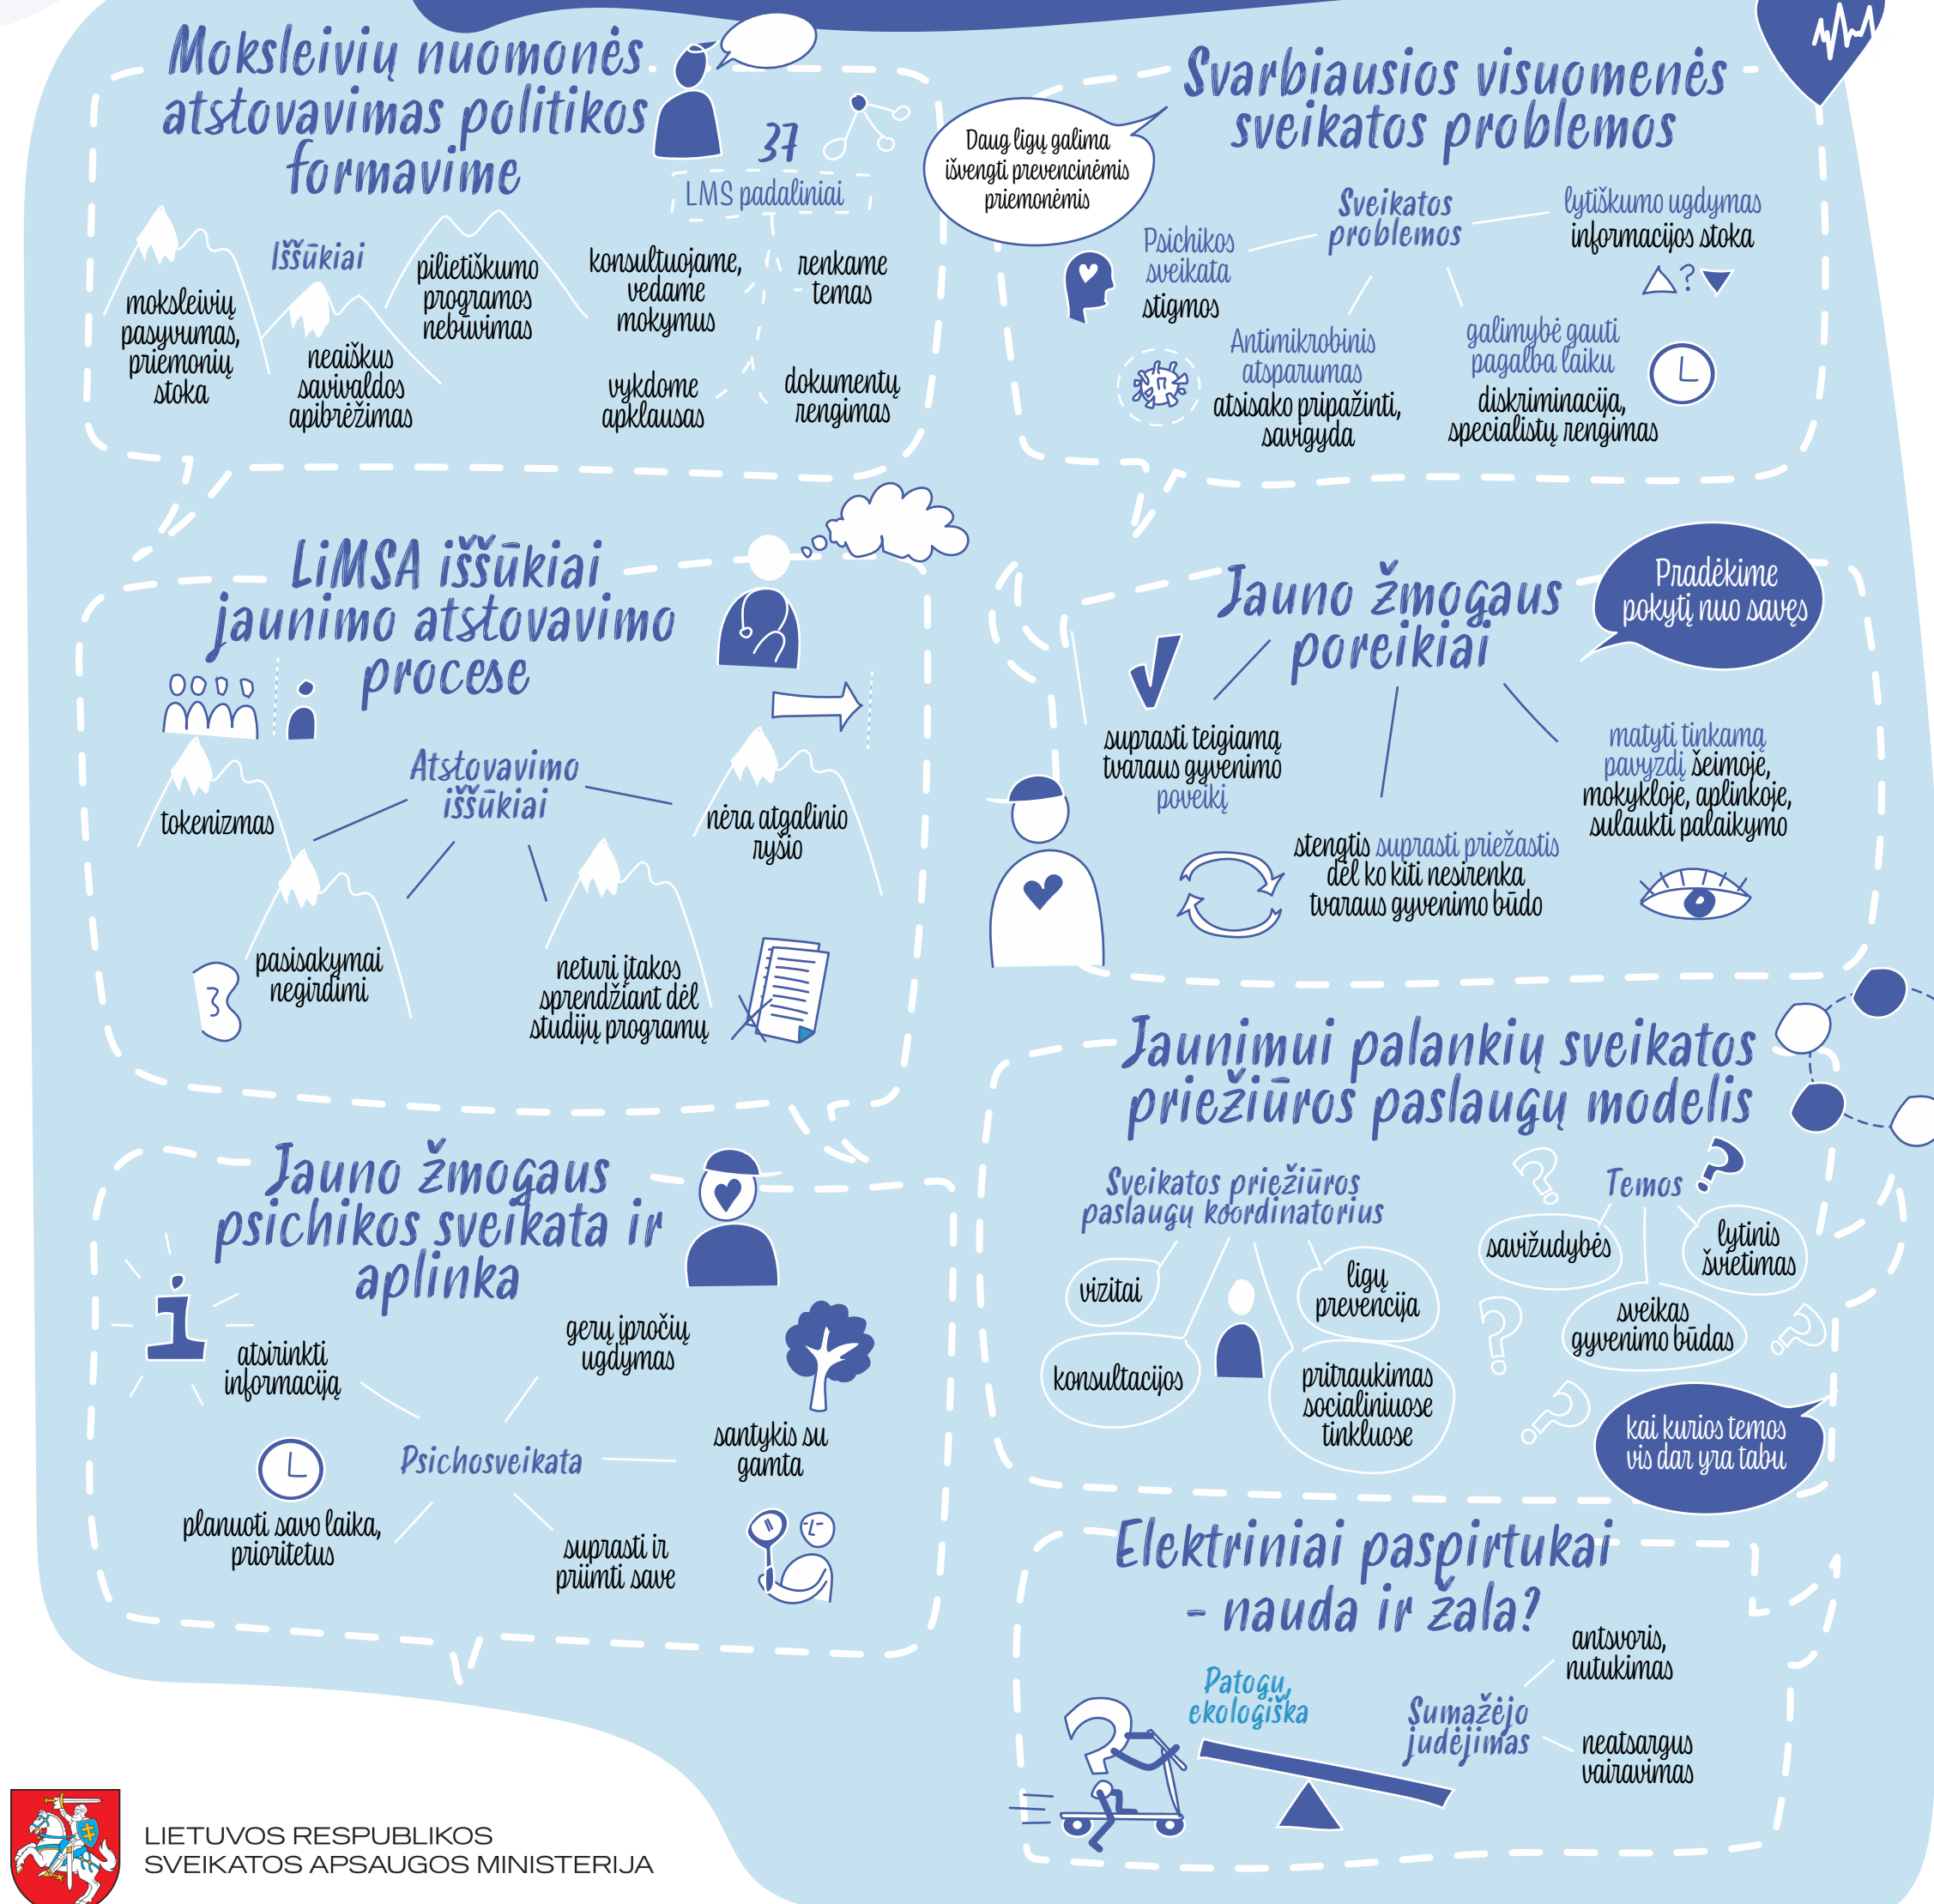 Moksleivių nuomonės
atstovavimas politikos
formavime
37
LMS padaliniai
Iššūkiai
moksleivių
pasyvumas,
priemonių
stoka
neaiškus
savivaldos
apibrėžimas
pilietiškumo
programos
nebūvimas
konsultuojame,
vedame
mokymus
renkame
temas
vykdome
apklausas
dokumentų
rengimas
Svarbiausios visuomenės
sveikatos problemos
Daug ligų galima
išvengti prevencinėmis
priemonėmis
Sveikatos
problemos
Psichikos
sveikata
stigmos
lytiškumo ugdymas
informacijos stoka
?
Antimikrobinis
atsparumas
atsisako pripažinti,
savigyda
galimybė gauti
pagalba laiku
diskriminacija,
specialistų rengimas
LiMSA iššūkiai
jaunimo atstovavimo
procese
Atstovavimo
iššūkiai
tokenizmas
pasisakymai
negirdimi
neturi įtakos
sprendžiant dėl
studijų programų
nėra atgalinio
ryšio
Jauno žmogaus
poreikiai
Pradėkime
pokytį nuo savęs
suprasti teigiamą
tvaraus gyvenimo
poveikį
stengtis suprasti priežastis
dėl ko kiti nesirenka
tvaraus gyvenimo būdo
matyti tinkamą
pavyzdį šeimoje,
mokykloje, aplinkoje,
sulaukti palaikymo
Jauno žmogaus
psichikos sveikata ir
aplinka
i
atsirinkti
informaciją
gerų įpročių
ugdymas
Psichosveikata
santykis su
gamta
planuoti savo laika,
prioritetus
suprasti ir
priimti save
Jaunimui palankių sveikatos
priežiūros paslaugų modelis
Sveikatos priežiūros
paslaugų koordinatorius
vizitai
konsultacijos
ligų
prevencija
pritraukimas
socialiniuose
tinkluose
Temos
savižudybės
lytinis
švietimas
sveikas
gyvenimo būdas
kai kurios temos
vis dar yra tabu
Elektriniai paspirtukai
- nauda ir žala?
Patogu,
ekologiška
Sumažėjo
judėjimas
antsvoris,
nutukimas
neatsargus
vairavimas
LIETUVOS RESPUBLIKOS
SVEIKATOS APSAUGOS MINISTERIJA